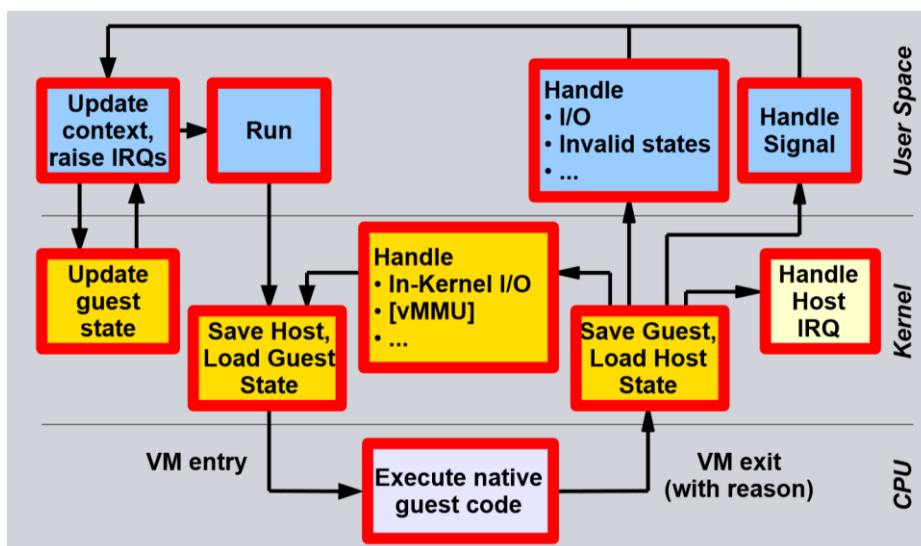 Update
context,
raise IRQs
Run
Handle
• I/O
• Invalid states
• ...
Handle
Signal
User Space
Update
guest
state
Save Host,
Load Guest
State
Handle
• In-Kernel I/O
• [vMMU]
• ...
Save Guest,
Load Host
State
Handle
Host
IRQ
Kernel
VM entry
Execute native
guest code
VM exit
(with reason)
CPU